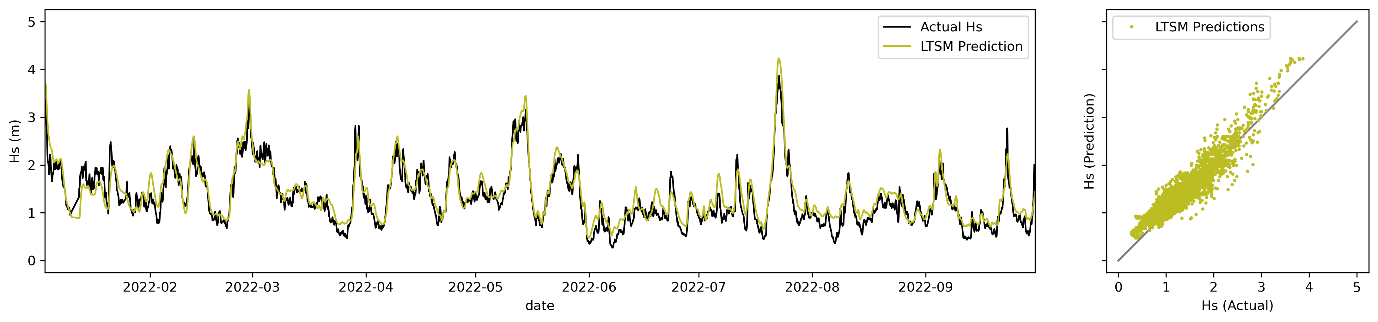 Actual Hs
LTSM Prediction
5
4
3
2
1
0
Hs (m)
2022-02 2022-03 2022-04 2022-05 2022-06 2022-07 2022-08 2022-09
date
LTSM Predictions
Hs (Prediction)
0 1 2 3 4 5
Hs (Actual)